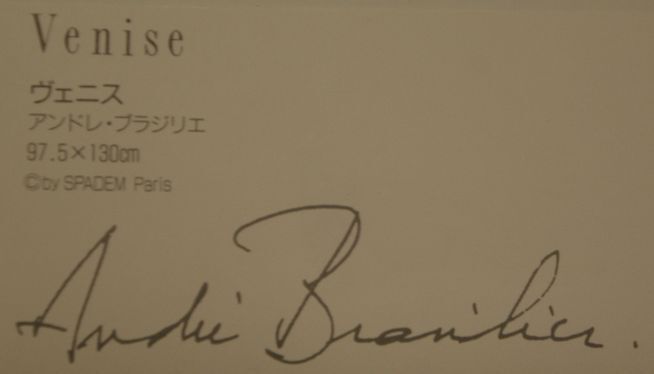 Venise
ヴェニス
アンドレ・ブラジリエ
97.5×130cm
©by SPADEM Paris
André Brasilier.